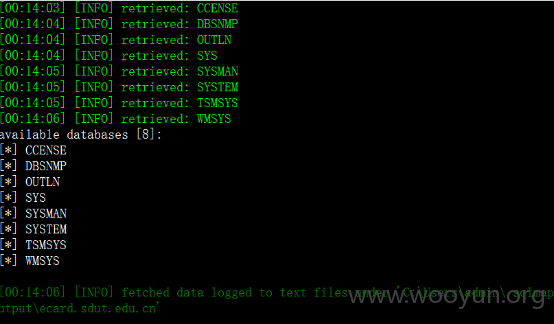 [00:14:03] [INFO] retrieved: CCENSE
[00:14:04] [INFO] retrieved: DBSNMP
[00:14:04] [INFO] retrieved: OUTLN
[00:14:04] [INFO] retrieved: SYS
[00:14:05] [INFO] retrieved: SYSMAN
[00:14:05] [INFO] retrieved: SYSTEM
[00:14:05] [INFO] retrieved: TSMSYS
[00:14:06] [INFO] retrieved: WMSYS
available databases [8]:
[*] CCENSE
[*] DBSNMP
[*] OUTLN
[*] SYS
[*] SYSMAN
[*] SYSTEM
[*] TSMSYS
[*] WMSYS
[00:14:06] [INFO] fetched data logged to text files under 'C:\Users\admin\.sqlmap
utput\ecard.sdut.edu.cn'
www.wooyun.org